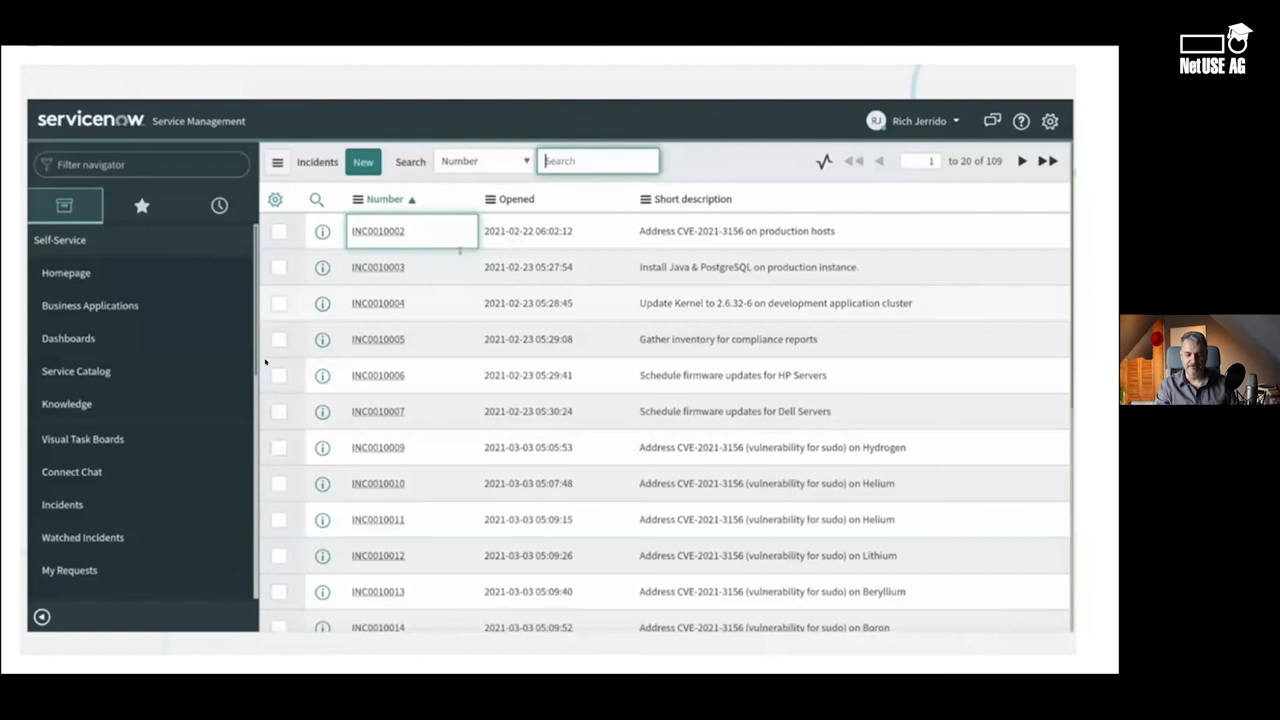 NetUSE AG
servicenow Service Management
RJ Rich Jerrido
Filter navigator
Incidents New Search Number Search 1 to 20 of 109
Number Opened Short description
Self-Service
Homepage
Business Applications
Dashboards
Service Catalog
Knowledge
Visual Task Boards
Connect Chat
Incidents
Watched Incidents
My Requests
INC0010002 2021-02-22 06:02:12 Address CVE-2021-3156 on production hosts
INC0010003 2021-02-23 05:27:54 Install Java & PostgreSQL on production instance.
INC0010004 2021-02-23 05:28:45 Update Kernel to 2.6.32-6 on development application cluster
INC0010005 2021-02-23 05:29:08 Gather inventory for compliance reports
INC0010006 2021-02-23 05:29:41 Schedule firmware updates for HP Servers
INC0010007 2021-02-23 05:30:24 Schedule firmware updates for Dell Servers
INC0010009 2021-03-03 05:05:53 Address CVE-2021-3156 (vulnerability for sudo) on Hydrogen
INC0010010 2021-03-03 05:07:48 Address CVE-2021-3156 (vulnerability for sudo) on Helium
INC0010011 2021-03-03 05:09:15 Address CVE-2021-3156 (vulnerability for sudo) on Helium
INC0010012 2021-03-03 05:09:26 Address CVE-2021-3156 (vulnerability for sudo) on Lithium
INC0010013 2021-03-03 05:09:40 Address CVE-2021-3156 (vulnerability for sudo) on Beryllium
INC0010014 2021-03-03 05:09:52 Address CVE-2021-3156 (vulnerability for sudo) on Boron